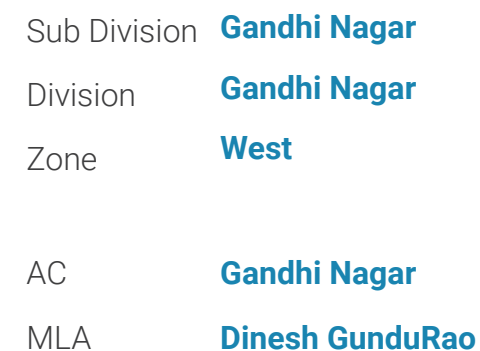 Sub Division Gandhi Nagar
Division Gandhi Nagar
Zone West
AC Gandhi Nagar
MLA Dinesh GunduRao